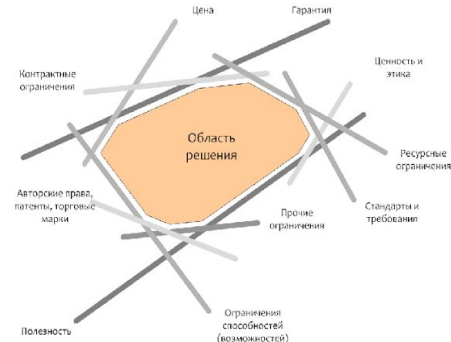 Цена
Гарантия
Контрактные
ограничения
Ценность и
этика
Область
решения
Ресурсные
ограничения
Авторские права,
патенты, торговые
марки
Прочие
ограничения
Стандарты и
требования
Полезность
Ограничения
способностей
(возможностей)